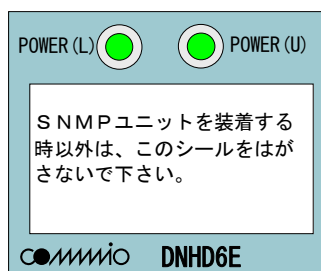 POWER(L) POWER(U)
SNMPユニットを装着する
時以外は、このシールをはが
さないで下さい。
commio DNHD6E